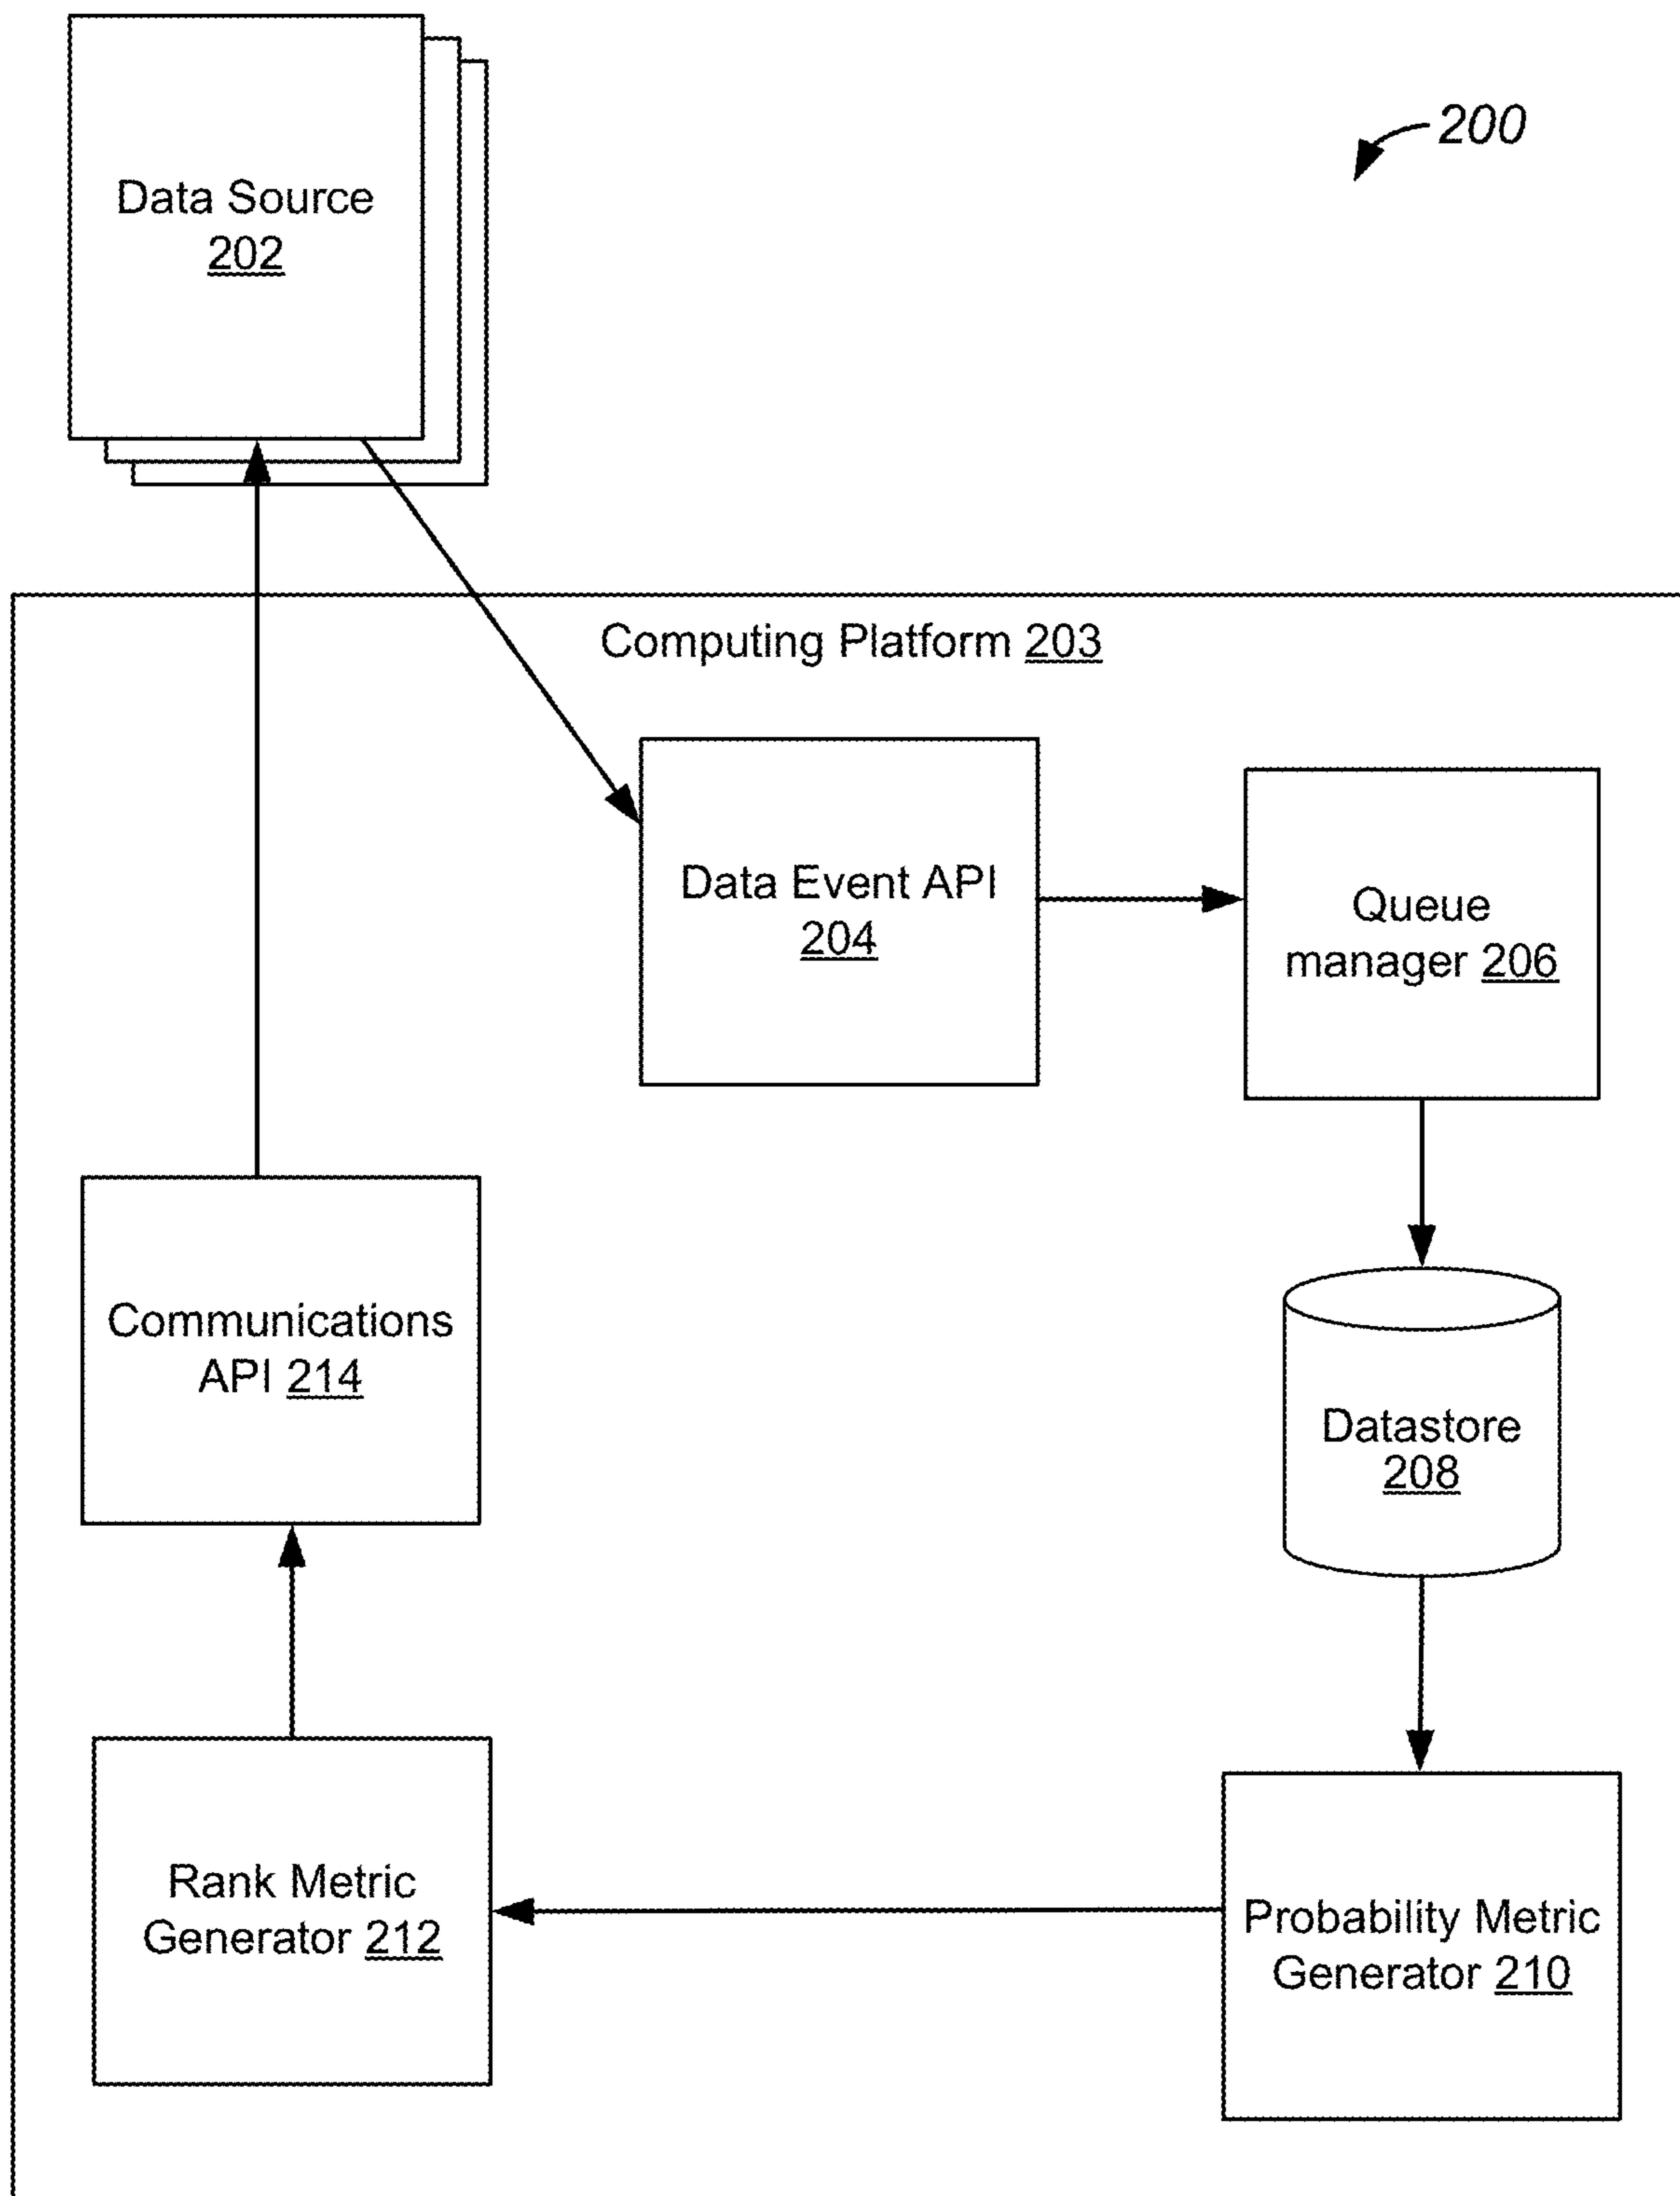 200
Data Source
202
Computing Platform 203
Data Event API
204
Queue
manager 206
Communications
API 214
Datastore
208
Rank Metric
Generator 212
Probability Metric
Generator 210